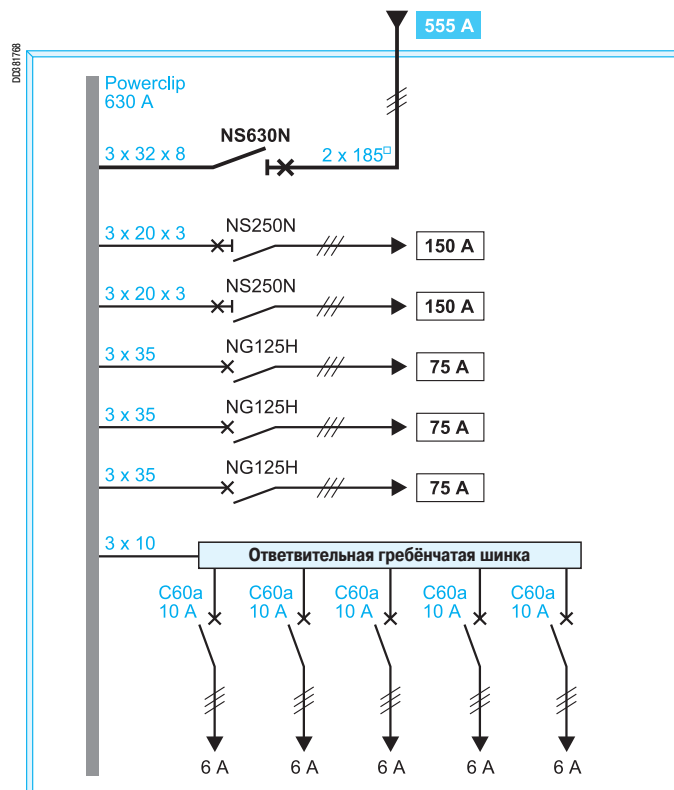 555 A
DD381768
Powerclip
630 A
NS630N
3 x 32 x 8
2 x 185□
3 x 20 x 3
NS250N
150 A
3 x 20 x 3
NS250N
150 A
3 x 35
NG125H
75 A
3 x 35
NG125H
75 A
3 x 35
NG125H
75 A
3 x 10
Ответвительная гребёнчатая шинка
C60a C60a C60a C60a C60a
10 A 10 A 10 A 10 A 10 A
6 A 6 A 6 A 6 A 6 A